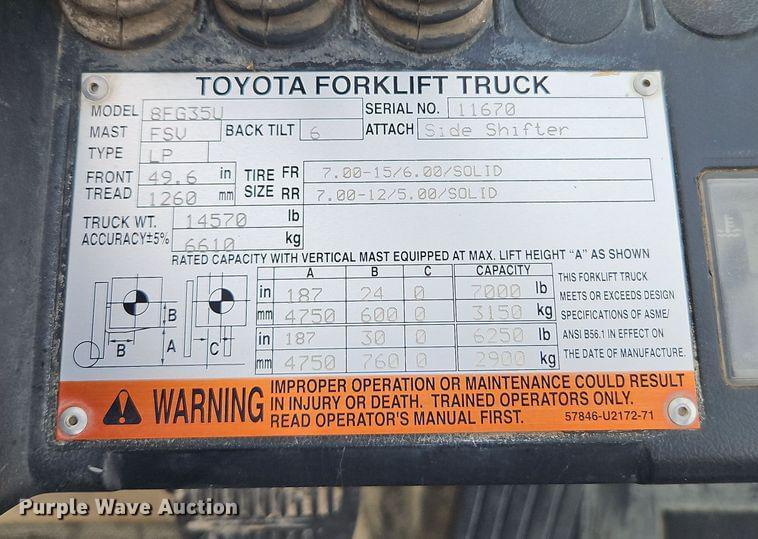 TOYOTA FORKLIFT TRUCK
MODEL 8FG35U SERIAL NO. 11670
MAST FSV BACK TILT 6 ATTACH Side Shifter
TYPE LP
FRONT TREAD 49.6 in TIRE SIZE FR 7.00-15/6.00/SOLID
1260 mm RR 7.00-12/5.00/SOLID
TRUCK WT. 14570 lb
ACCURACY±5% 6610 kg
RATED CAPACITY WITH VERTICAL MAST EQUIPPED AT MAX. LIFT HEIGHT "A" AS SHOWN
A B C CAPACITY
in 187 24 0 7000 lb
mm 4750 600 0 3150 kg
in 187 30 0 6250 lb
mm 4750 760 0 2900 kg
B
B A C
THIS FORKLIFT TRUCK
MEETS OR EXCEEDS DESIGN
SPECIFICATIONS OF ASME/
ANSI B56.1 IN EFFECT ON
THE DATE OF MANUFACTURE.
WARNING
IMPROPER OPERATION OR MAINTENANCE COULD RESULT
IN INJURY OR DEATH. TRAINED OPERATORS ONLY.
READ OPERATOR'S MANUAL FIRST. 57846-U2172-71
Purple Wave Auction